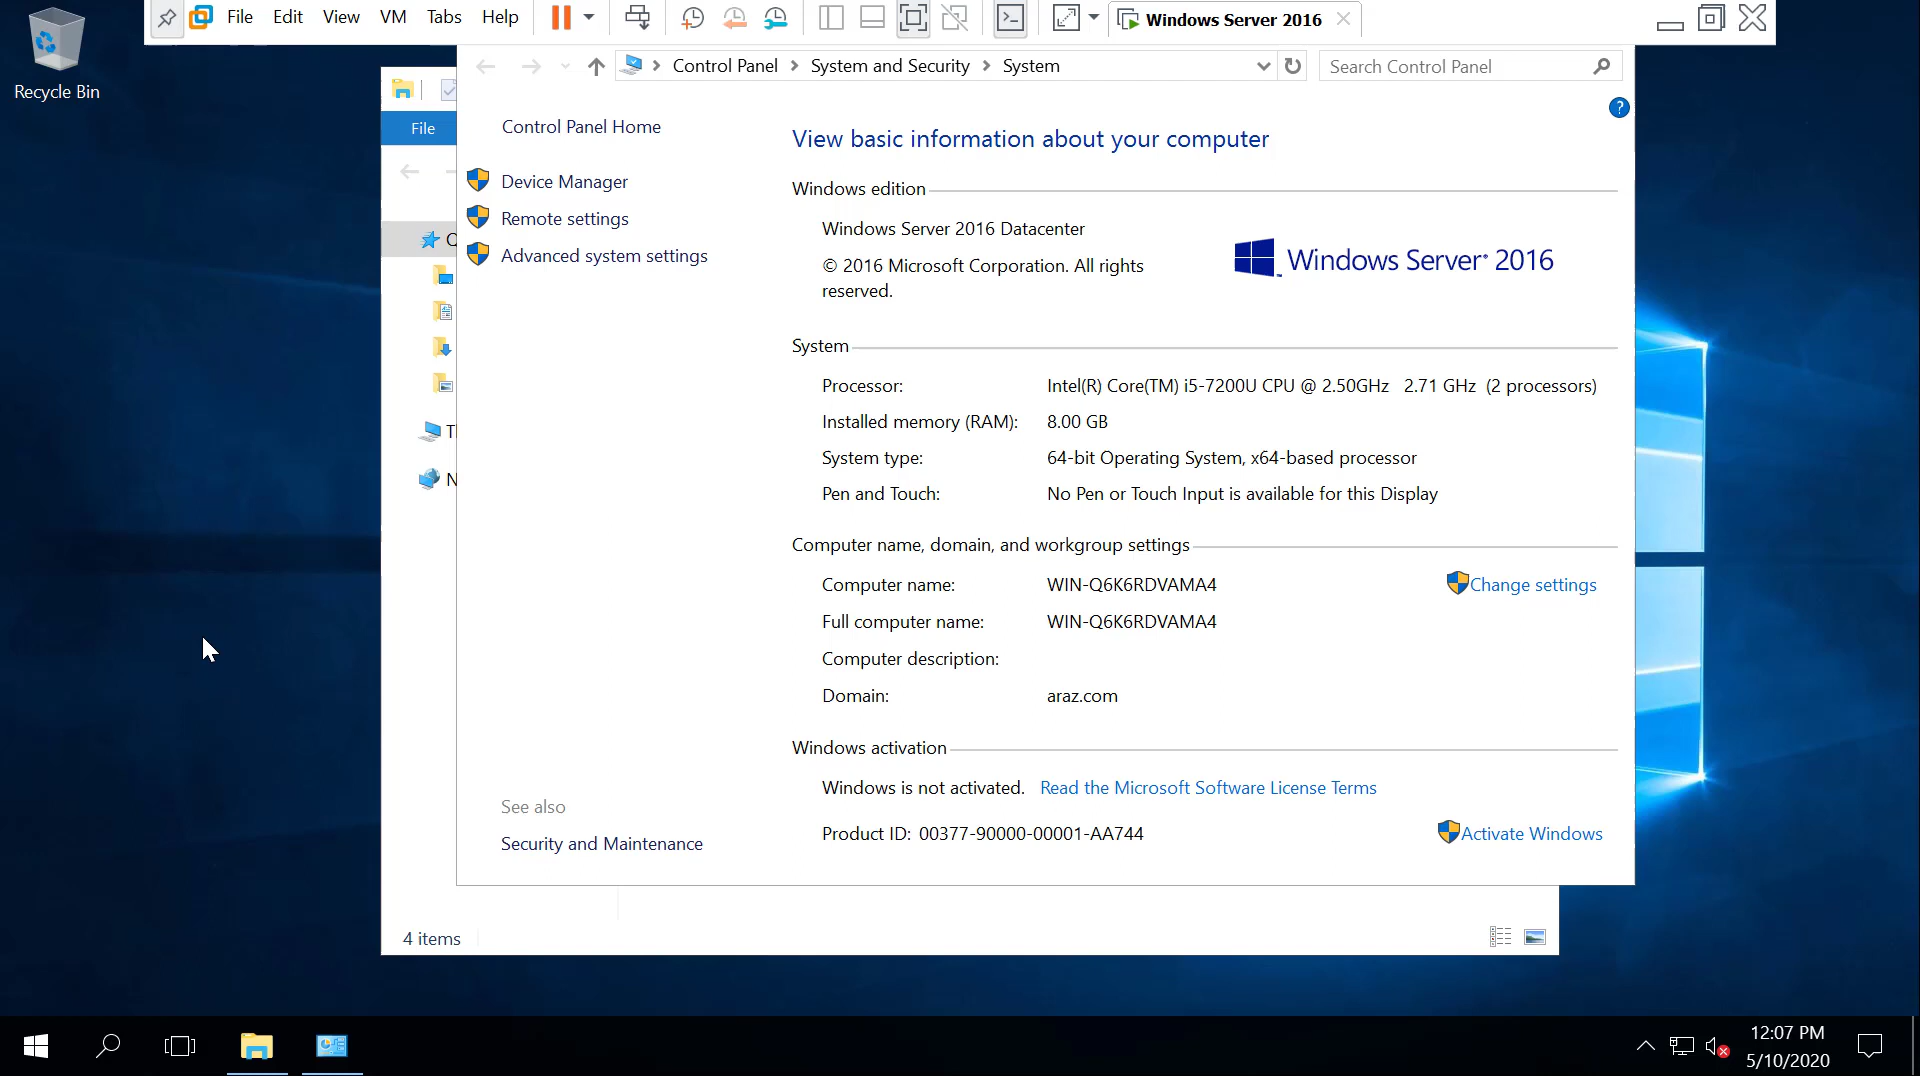 File Edit View VM Tabs Help
Windows Server 2016
Recycle Bin
Control Panel > System and Security > System
Search Control Panel
File
Control Panel Home
Device Manager
Remote settings
Advanced system settings
View basic information about your computer
Windows edition
Windows Server 2016 Datacenter
© 2016 Microsoft Corporation. All rights
reserved.
Windows Server® 2016
System
Processor: Intel(R) Core(TM) i5-7200U CPU @ 2.50GHz 2.71 GHz (2 processors)
Installed memory (RAM): 8.00 GB
System type: 64-bit Operating System, x64-based processor
Pen and Touch: No Pen or Touch Input is available for this Display
Computer name, domain, and workgroup settings
Computer name: WIN-Q6K6RDVAMA4
Change settings
Full computer name: WIN-Q6K6RDVAMA4
Computer description:
Domain: araz.com
Windows activation
Windows is not activated. Read the Microsoft Software License Terms
Product ID: 00377-90000-00001-AA744
Activate Windows
See also
Security and Maintenance
4 items
12:07 PM
5/10/2020